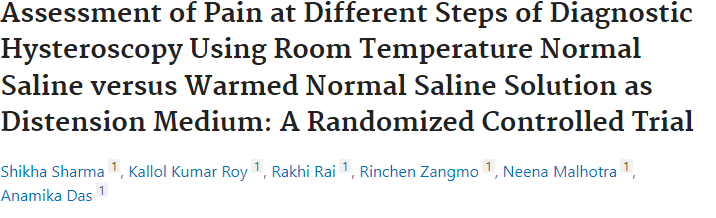 Assessment of Pain at Different Steps of Diagnostic
Hysteroscopy Using Room Temperature Normal
Saline versus Warmed Normal Saline Solution as
Distension Medium: A Randomized Controlled Trial
Shikha Sharma 1, Kallol Kumar Roy 1, Rakhi Rai 1, Rinchen Zangmo 1, Neena Malhotra 1,
Anamika Das 1